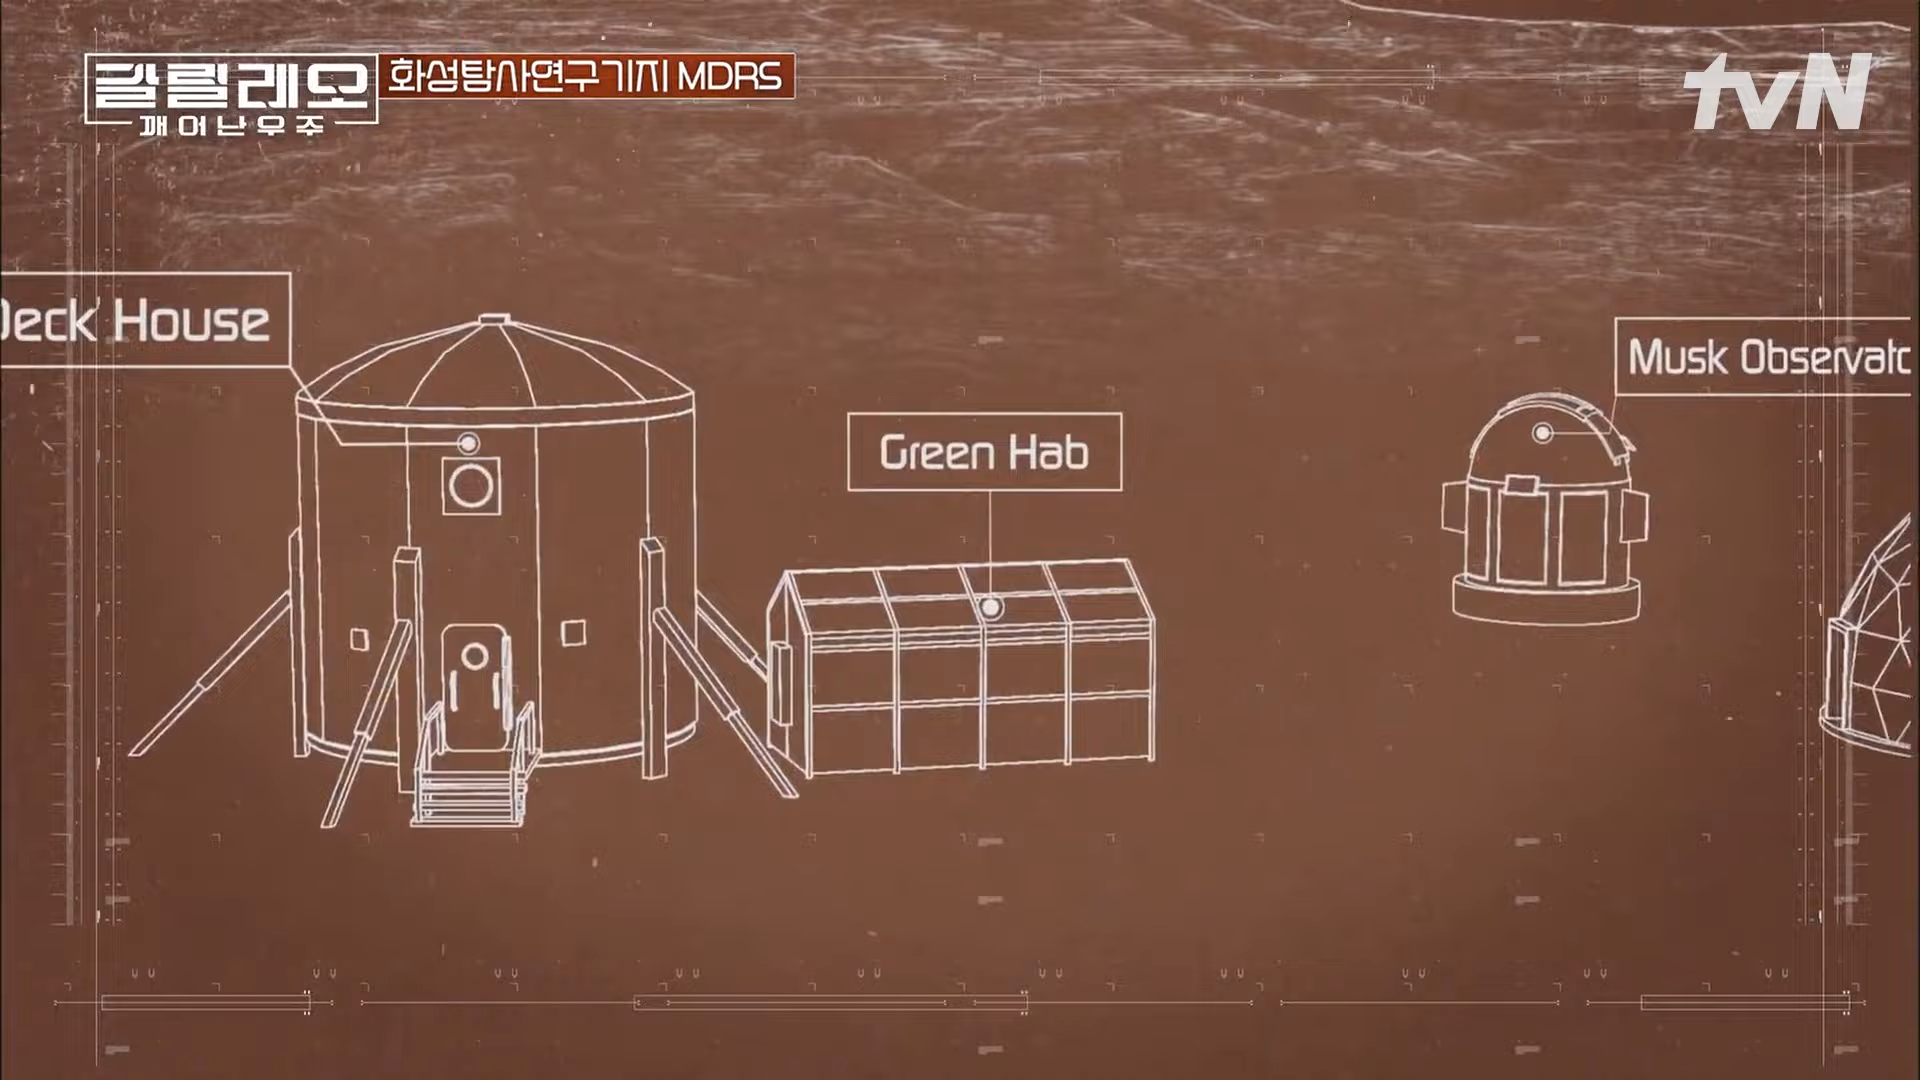 갈릴레오
깨어난 우주
화성탐사연구기지 MDRS
tvN
Deck House
Green Hab
Musk Observato